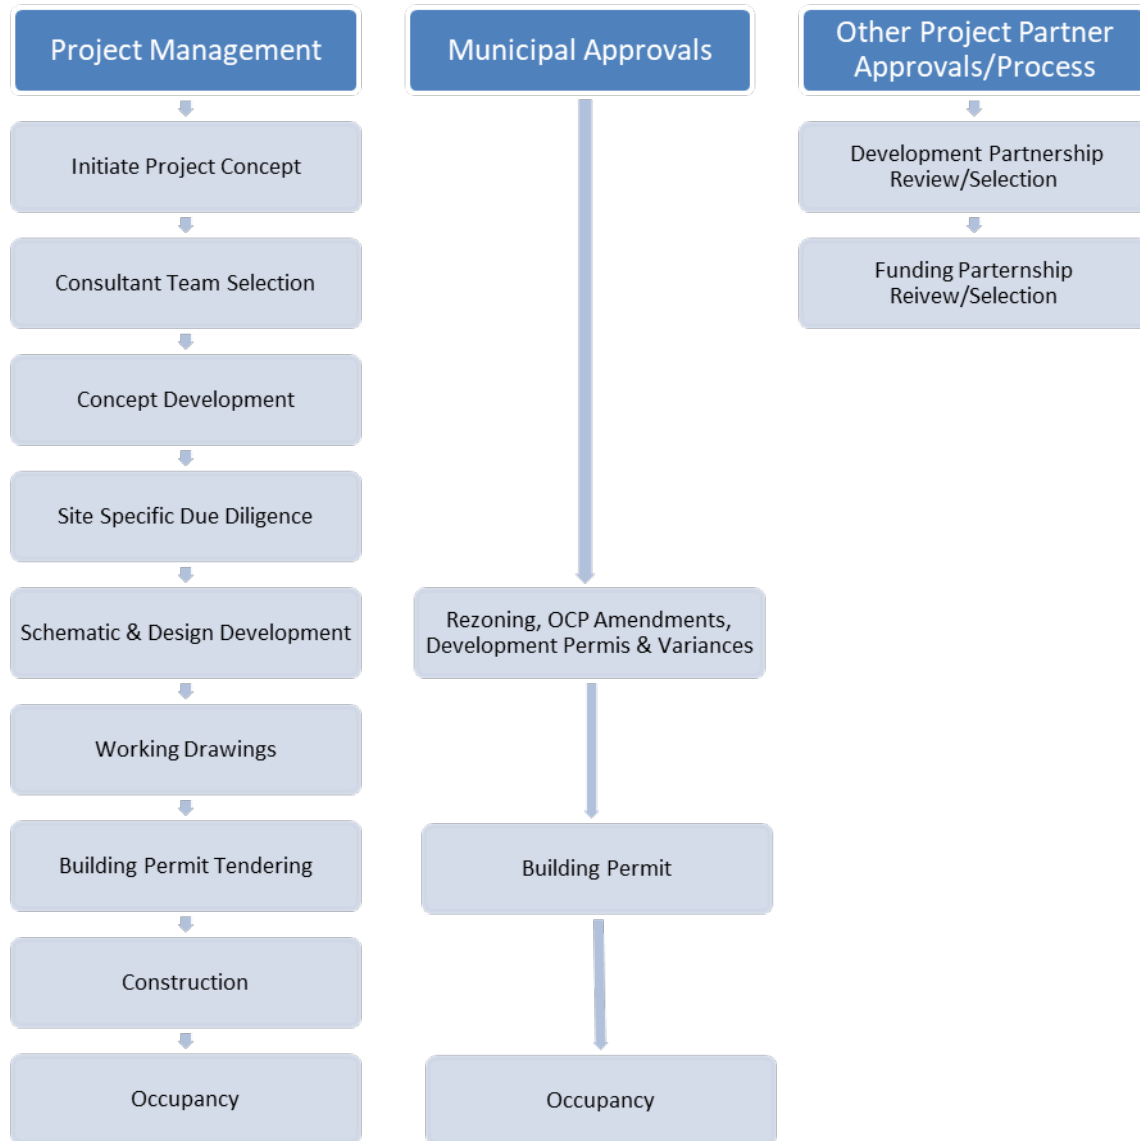 Project Management
Initiate Project Concept
Consultant Team Selection
Concept Development
Site Specific Due Diligence
Schematic & Design Development
Working Drawings
Building Permit Tendering
Construction
Occupancy
Municipal Approvals
Rezoning, OCP Amendments,
Development Permis & Variances
Building Permit
Occupancy
Other Project Partner
Approvals/Process
Development Partnership
Review/Selection
Funding Parternship
Reivew/Selection